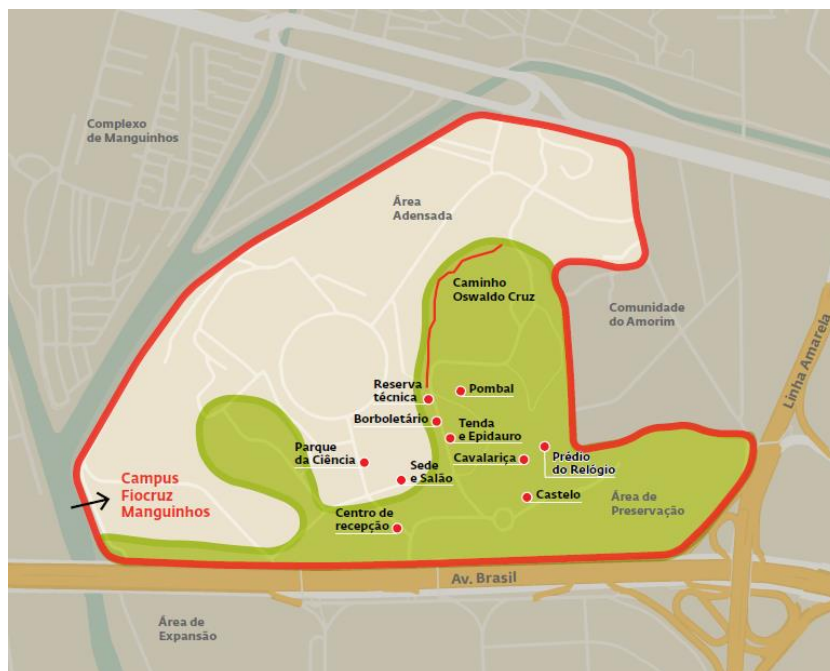 Complexo
de Manguinhos
Área
Adensada
Caminho
Oswaldo Cruz
Comunidade
do Amorim
Linha Amarela
Reserva
técnica
Pombal
Borboletário
Tenda
e Epidauro
Parque
da Ciência
Cavalariça
Prédio
do Relógio
Sede
e Salão
Campus
Fiocruz
Manguinhos
Castelo
Área de
Preservação
Centro de
recepção
Av. Brasil
Área de
Expansão